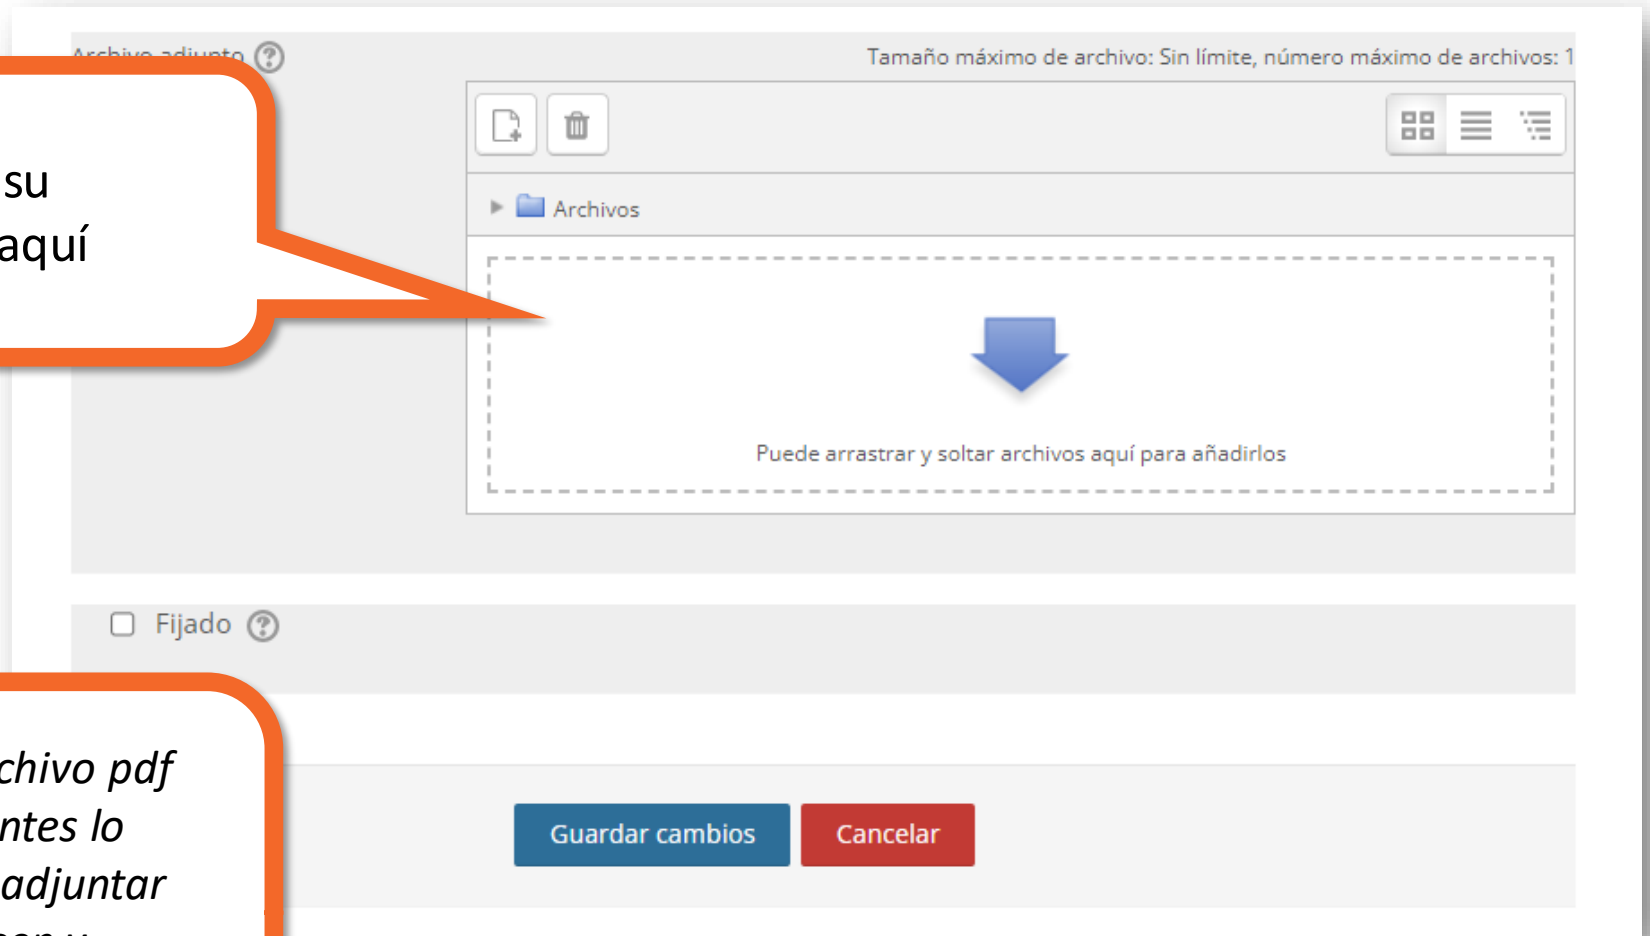 Archivo adjunto
Tamaño máximo de archivo: Sin límite, número máximo de archivos: 1
su
aquí
Archivos
Puede arrastrar y soltar archivos aquí para añadirlos
Fijado
chivo pdf
ntes lo
adjuntar
Guardar cambios
Cancelar